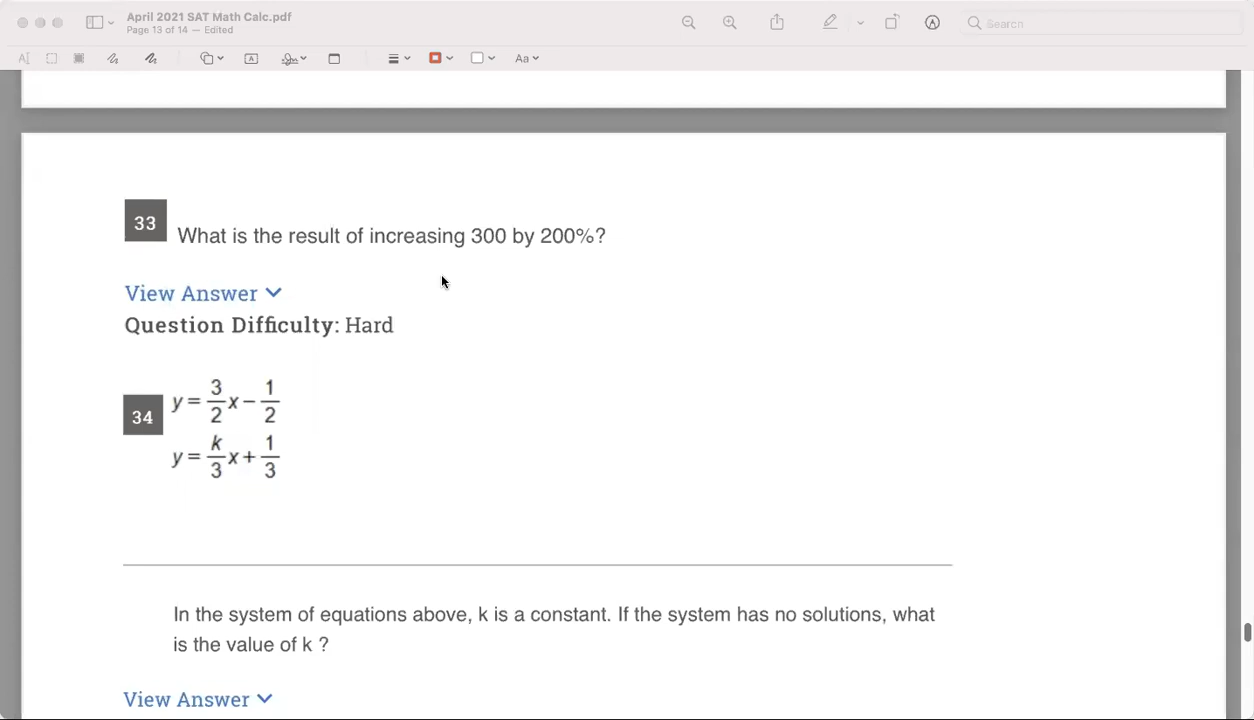 April 2021 SAT Math Calc.pdf
Page 13 of 14 — Edited
Search
Aa
33
What is the result of increasing 300 by 200%?
View Answer
Question Difficulty: Hard
34
y = 3/2 x − 1/2
y = k/3 x + 1/3
In the system of equations above, k is a constant. If the system has no solutions, what
is the value of k ?
View Answer